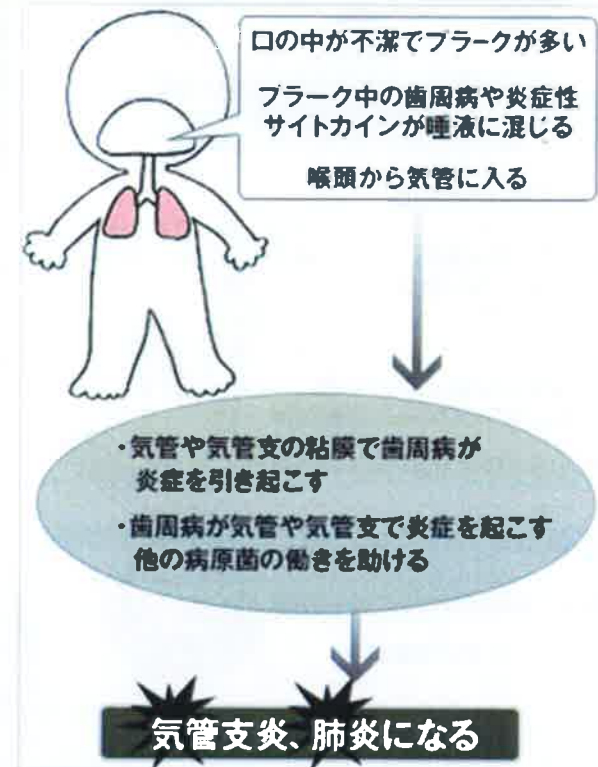 口の中が不潔でプラークが多い
プラーク中の歯周病や炎症性
サイトカインが唾液に混じる
喉頭から気管に入る
・気管や気管支の粘膜で歯周病が
炎症を引き起こす
・歯周病が気管や気管支で炎症を起こす
他の病原菌の働きを助ける
気管支炎、肺炎になる